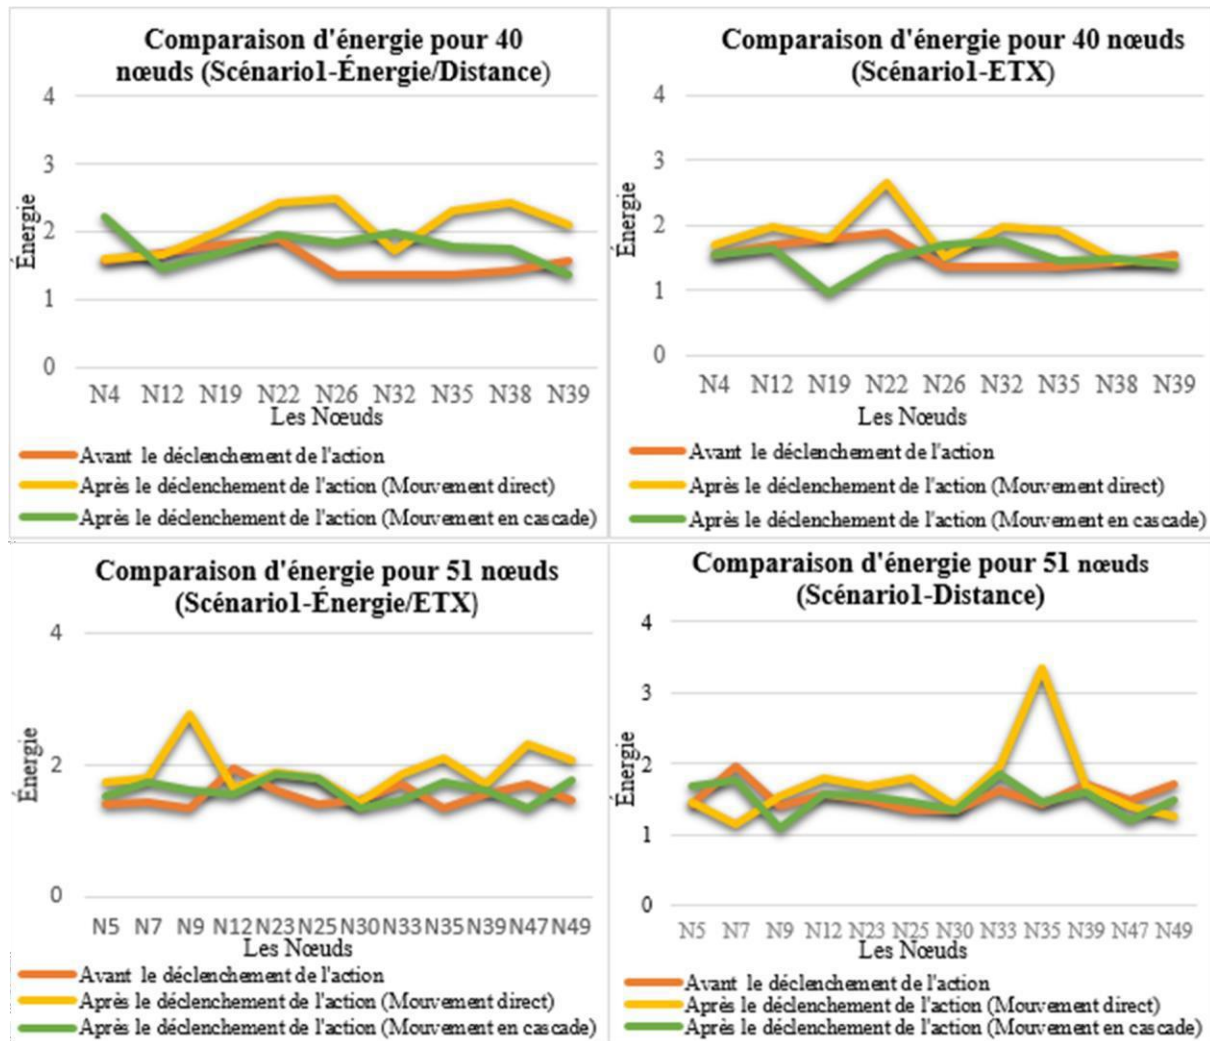 Comparaison d'énergie pour 40
nœuds (Scénario1-Énergie/Distance)
4
3
2
1
0
Énergie
N4 N12 N19 N22 N26 N32 N35 N38 N39
Les Nœuds
Avant le déclenchement de l'action
Après le déclenchement de l'action (Mouvement direct)
Après le déclenchement de l'action (Mouvement en cascade)
Comparaison d'énergie pour 40 nœuds
(Scénario1-ETX)
4
3
2
1
0
Énergie
N4 N12 N19 N22 N26 N32 N35 N38 N39
Les Nœuds
Avant le déclenchement de l'action
Après le déclenchement de l'action (Mouvement direct)
Après le déclenchement de l'action (Mouvement en cascade)
Comparaison d'énergie pour 51 nœuds
(Scénario1-Énergie/ETX)
4
2
0
Énergie
N5 N7 N9 N12 N23 N25 N30 N33 N35 N39 N47 N49
Les Nœuds
Avant le déclenchement de l'action
Après le déclenchement de l'action (Mouvement direct)
Après le déclenchement de l'action (Mouvement en cascade)
Comparaison d'énergie pour 51 nœuds
(Scénario1-Distance)
4
3
2
1
0
Énergie
N5 N7 N9 N12 N23 N25 N30 N33 N35 N39 N47 N49
Les Nœuds
Avant le déclenchement de l'action
Après le déclenchement de l'action (Mouvement direct)
Après le déclenchement de l'action (Mouvement en cascade)